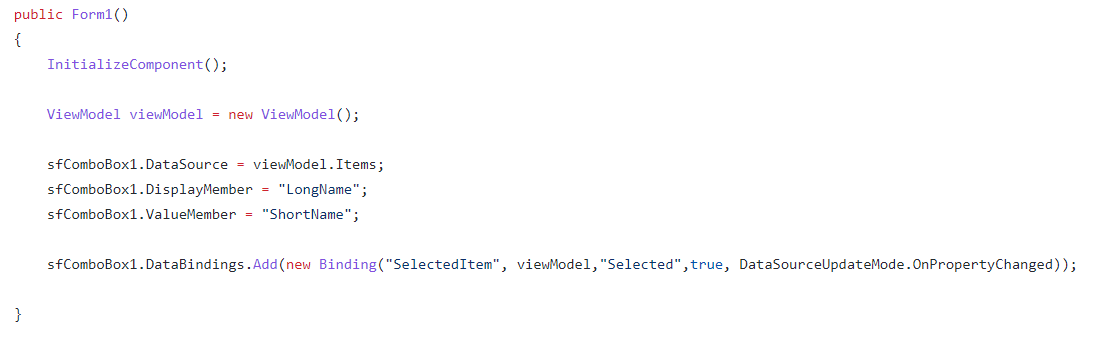 public Form1()
{
InitializeComponent();
ViewModel viewModel = new ViewModel();
sfComboBox1.DataSource = viewModel.Items;
sfComboBox1.DisplayMember = "LongName";
sfComboBox1.ValueMember = "ShortName";
sfComboBox1.DataBindings.Add(new Binding("SelectedItem", viewModel,"Selected",true, DataSourceUpdateMode.OnPropertyChanged));
}